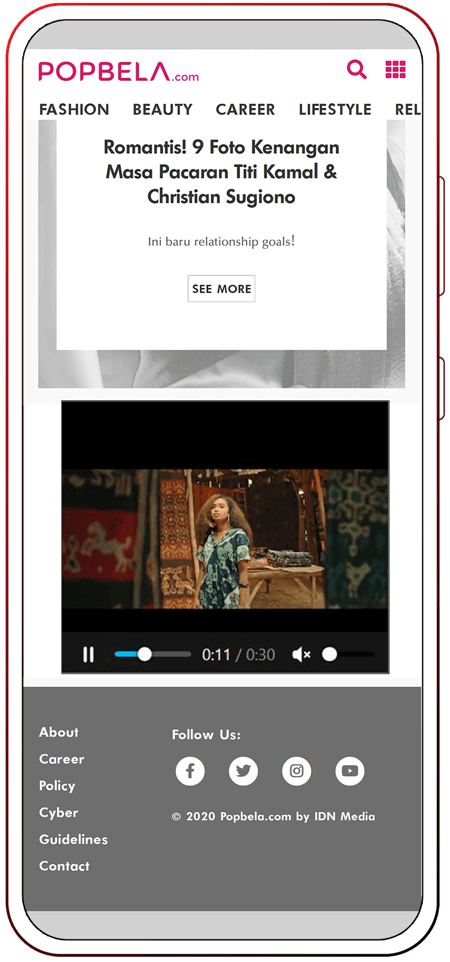 POPBELA.com
FASHION BEAUTY CAREER LIFESTYLE REL
Romantis! 9 Foto Kenangan
Masa Pacaran Titi Kamal &
Christian Sugiono
Ini baru relationship goals!
SEE MORE
0:11 / 0:30
About
Career
Policy
Cyber
Guidelines
Contact
Follow Us:
© 2020 Popbela.com by IDN Media